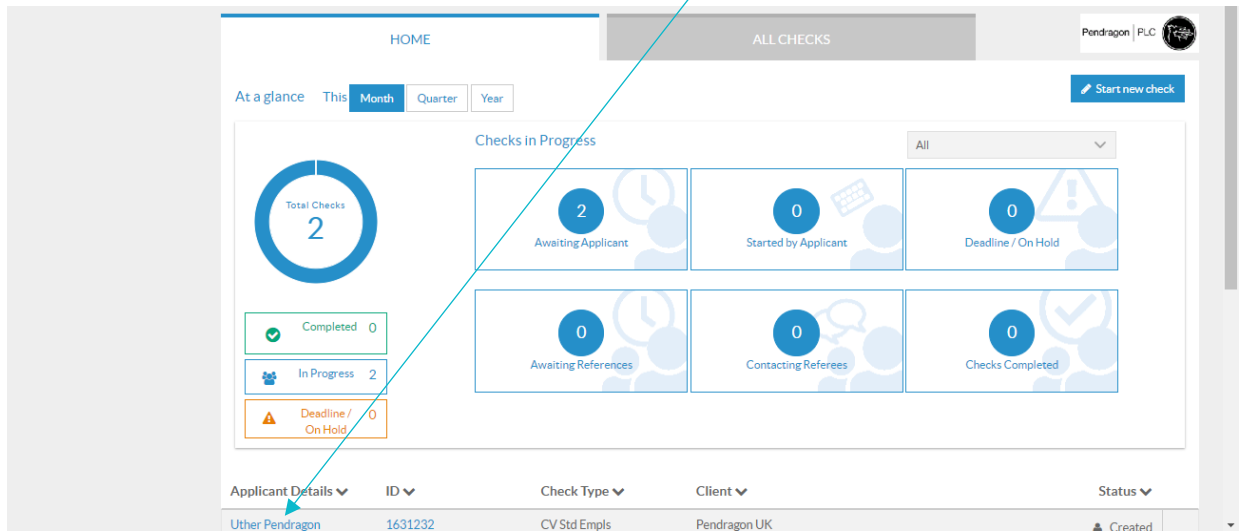 HOME
ALL CHECKS
Pendragon PLC
At a glance This Month Quarter Year
Start new check
Checks in Progress
All
Total Checks
2
2
Awaiting Applicant
0
Started by Applicant
0
Deadline / On Hold
Completed 0
In Progress 2
Deadline / On Hold 0
0
Awaiting References
0
Contacting Referees
0
Checks Completed
Applicant Details ID Check Type Client Status
Uther Pendragon 1631232 CV Std Empls Pendragon UK Created